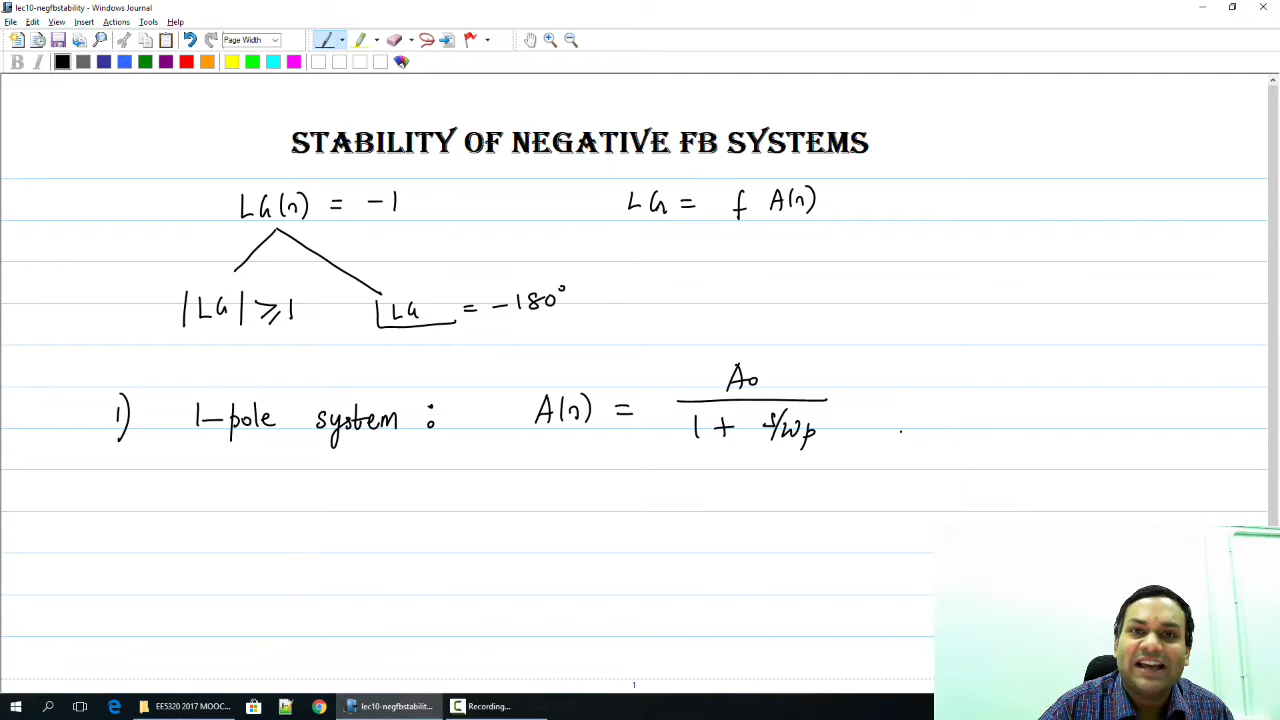 lec10-negfbstability - Windows Journal
File Edit View Insert Actions Tools Help
Page Width
B I
STABILITY OF NEGATIVE FB SYSTEMS
LG(s) = -1 LG = f A(s)
|LG| ⩾ 1 ∠LG = -180°
1) 1-pole system : A(s) = A₀ / (1 + s/ωp)
1
EE5320 2017 MOOC... lec10-negfbstabilit... Recording...